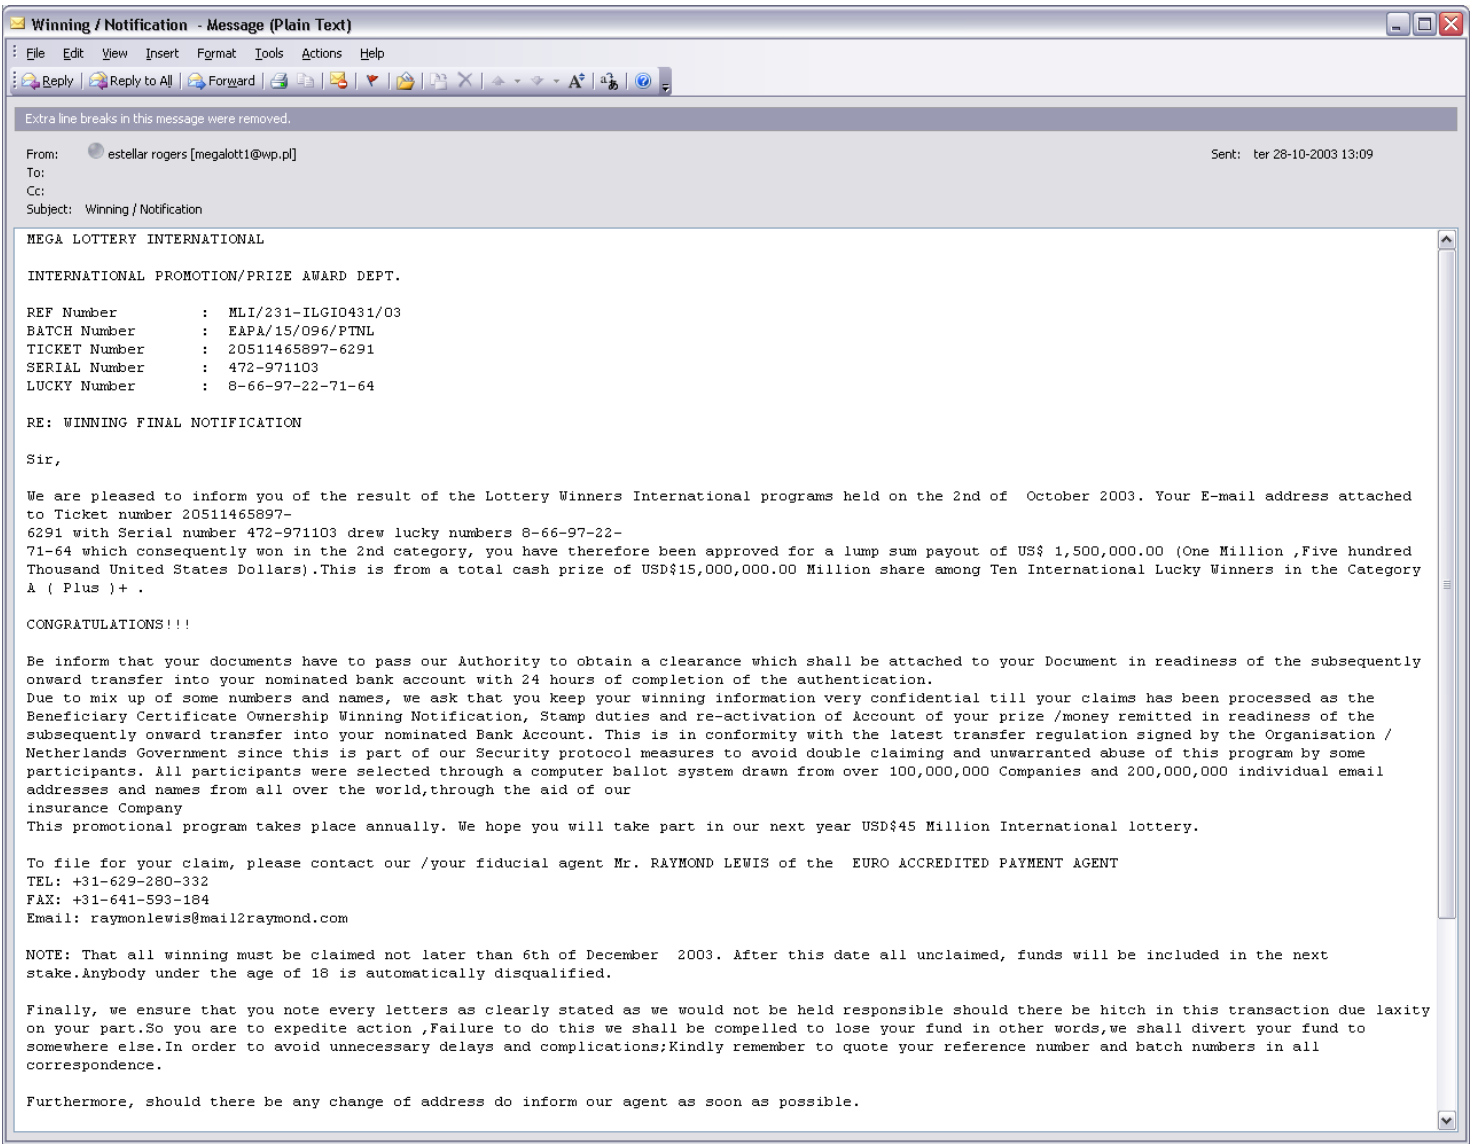 Winning / Notification - Message (Plain Text)
File Edit View Insert Format Tools Actions Help
Reply Reply to All Forward
Extra line breaks in this message were removed.
From: estellar rogers [megalott1@wp.pl] Sent: ter 28-10-2003 13:09
To:
Cc:
Subject: Winning / Notification
MEGA LOTTERY INTERNATIONAL
INTERNATIONAL PROMOTION/PRIZE AWARD DEPT.
REF Number : MLI/231-ILGI0431/03
BATCH Number : EAPA/15/096/PTNL
TICKET Number : 20511465897-6291
SERIAL Number : 472-971103
LUCKY Number : 8-66-97-22-71-64
RE: WINNING FINAL NOTIFICATION
Sir,
We are pleased to inform you of the result of the Lottery Winners International programs held on the 2nd of October 2003. Your E-mail address attached
to Ticket number 20511465897-
6291 with Serial number 472-971103 drew lucky numbers 8-66-97-22-
71-64 which consequently won in the 2nd category, you have therefore been approved for a lump sum payout of US$ 1,500,000.00 (One Million ,Five hundred
Thousand United States Dollars).This is from a total cash prize of USD$15,000,000.00 Million share among Ten International Lucky Winners in the Category
A ( Plus )+ .
CONGRATULATIONS!!!
Be inform that your documents have to pass our Authority to obtain a clearance which shall be attached to your Document in readiness of the subsequently
onward transfer into your nominated bank account with 24 hours of completion of the authentication.
Due to mix up of some numbers and names, we ask that you keep your winning information very confidential till your claims has been processed as the
Beneficiary Certificate Ownership Winning Notification, Stamp duties and re-activation of Account of your prize /money remitted in readiness of the
subsequently onward transfer into your nominated Bank Account. This is in conformity with the latest transfer regulation signed by the Organisation /
Netherlands Government since this is part of our Security protocol measures to avoid double claiming and unwarranted abuse of this program by some
participants. All participants were selected through a computer ballot system drawn from over 100,000,000 Companies and 200,000,000 individual email
addresses and names from all over the world,through the aid of our
insurance Company
This promotional program takes place annually. We hope you will take part in our next year USD$45 Million International lottery.
To file for your claim, please contact our /your fiducial agent Mr. RAYMOND LEWIS of the EURO ACCREDITED PAYMENT AGENT
TEL: +31-629-280-332
FAX: +31-641-593-184
Email: raymonlewis@mail2raymond.com
NOTE: That all winning must be claimed not later than 6th of December 2003. After this date all unclaimed, funds will be included in the next
stake.Anybody under the age of 18 is automatically disqualified.
Finally, we ensure that you note every letters as clearly stated as we would not be held responsible should there be hitch in this transaction due laxity
on your part.So you are to expedite action ,Failure to do this we shall be compelled to lose your fund in other words,we shall divert your fund to
somewhere else.In order to avoid unnecessary delays and complications;Kindly remember to quote your reference number and batch numbers in all
correspondence.
Furthermore, should there be any change of address do inform our agent as soon as possible.